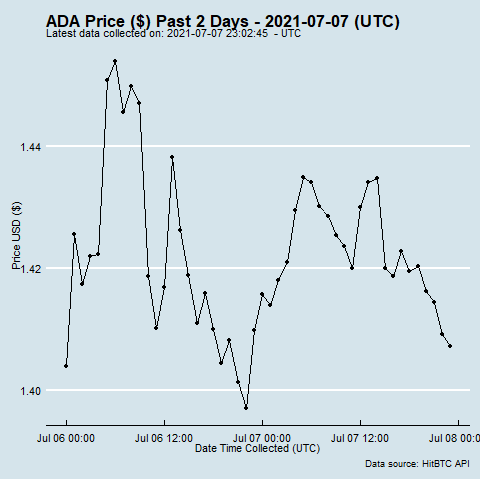 ADA Price ($) Past 2 Days - 2021-07-07 (UTC)
Latest data collected on: 2021-07-07 23:02:45 - UTC
1.44
Price USD ($)
1.42
1.40
Jul 06 00:00 Jul 06 12:00 Jul 07 00:00 Jul 07 12:00 Jul 08 00:00
Date Time Collected (UTC)
Data source: HitBTC API